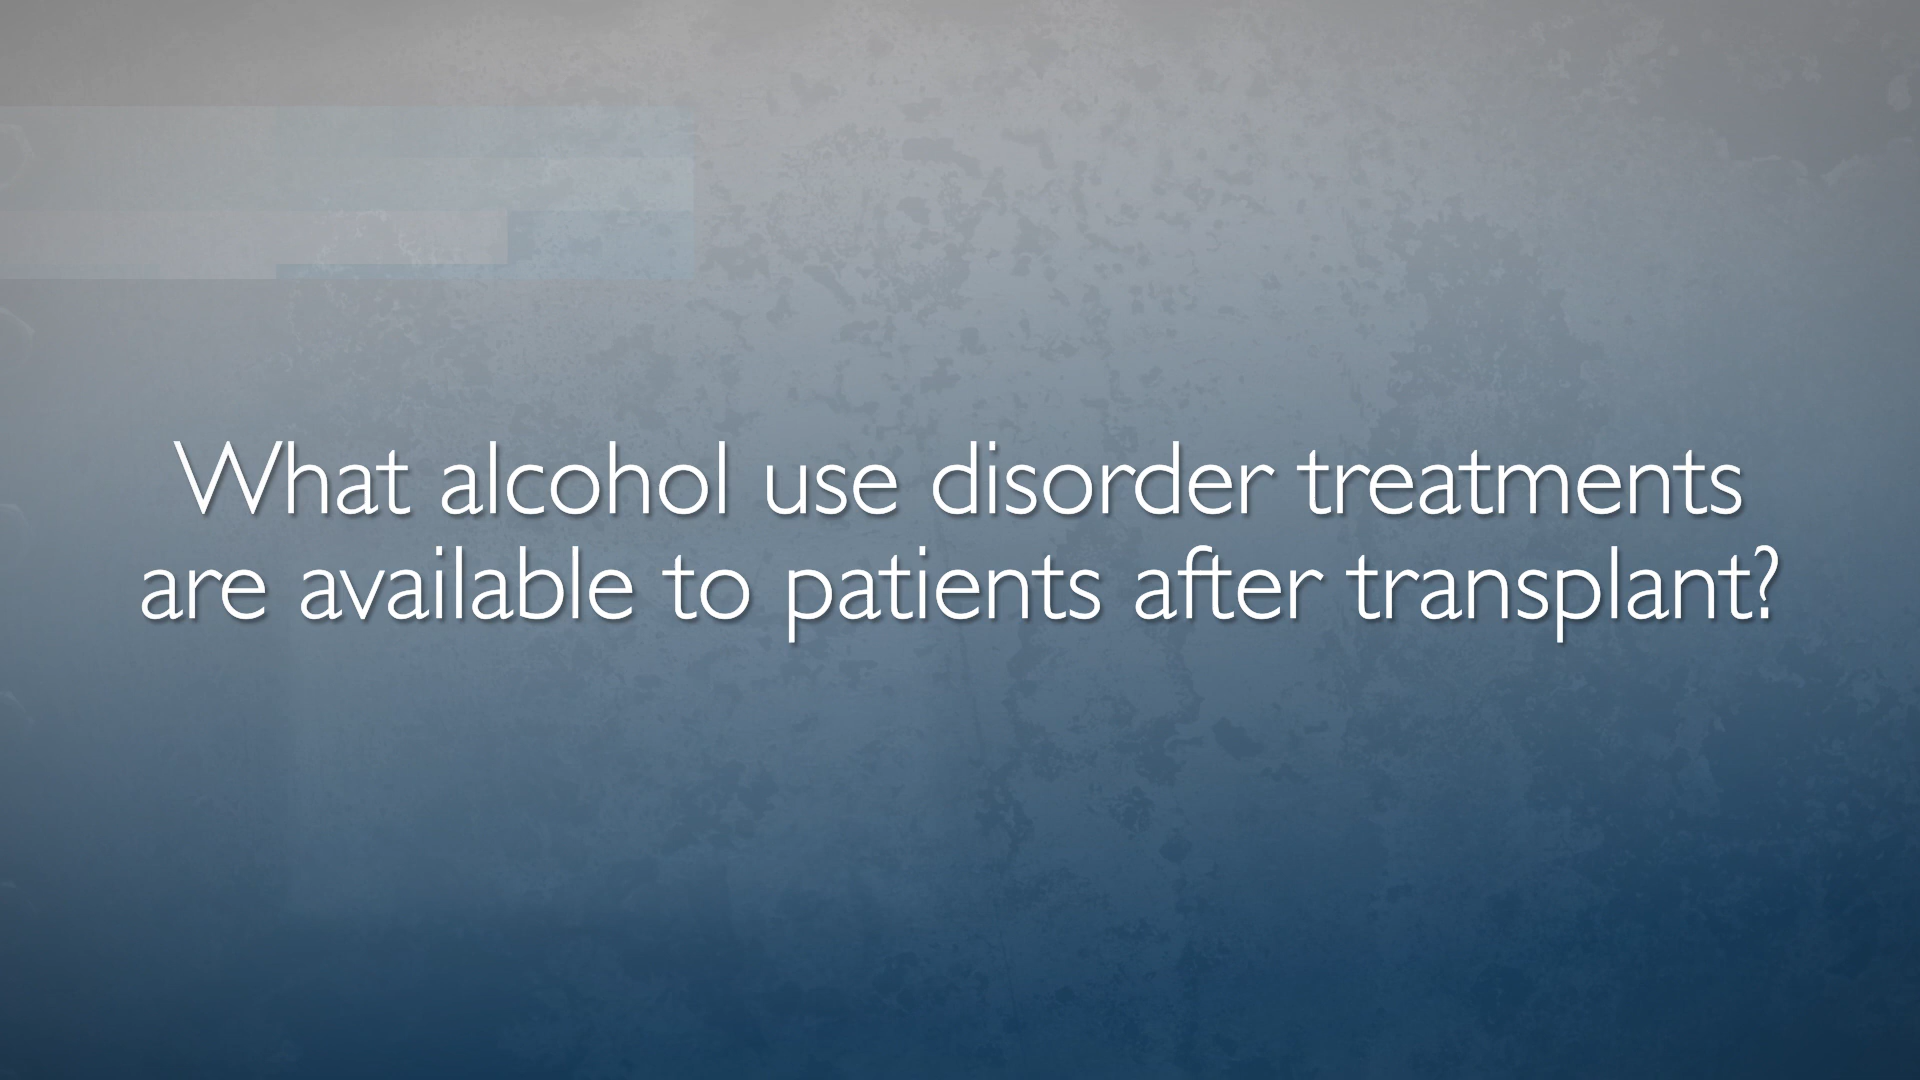 What alcohol use disorder treatments
are available to patients after transplant?